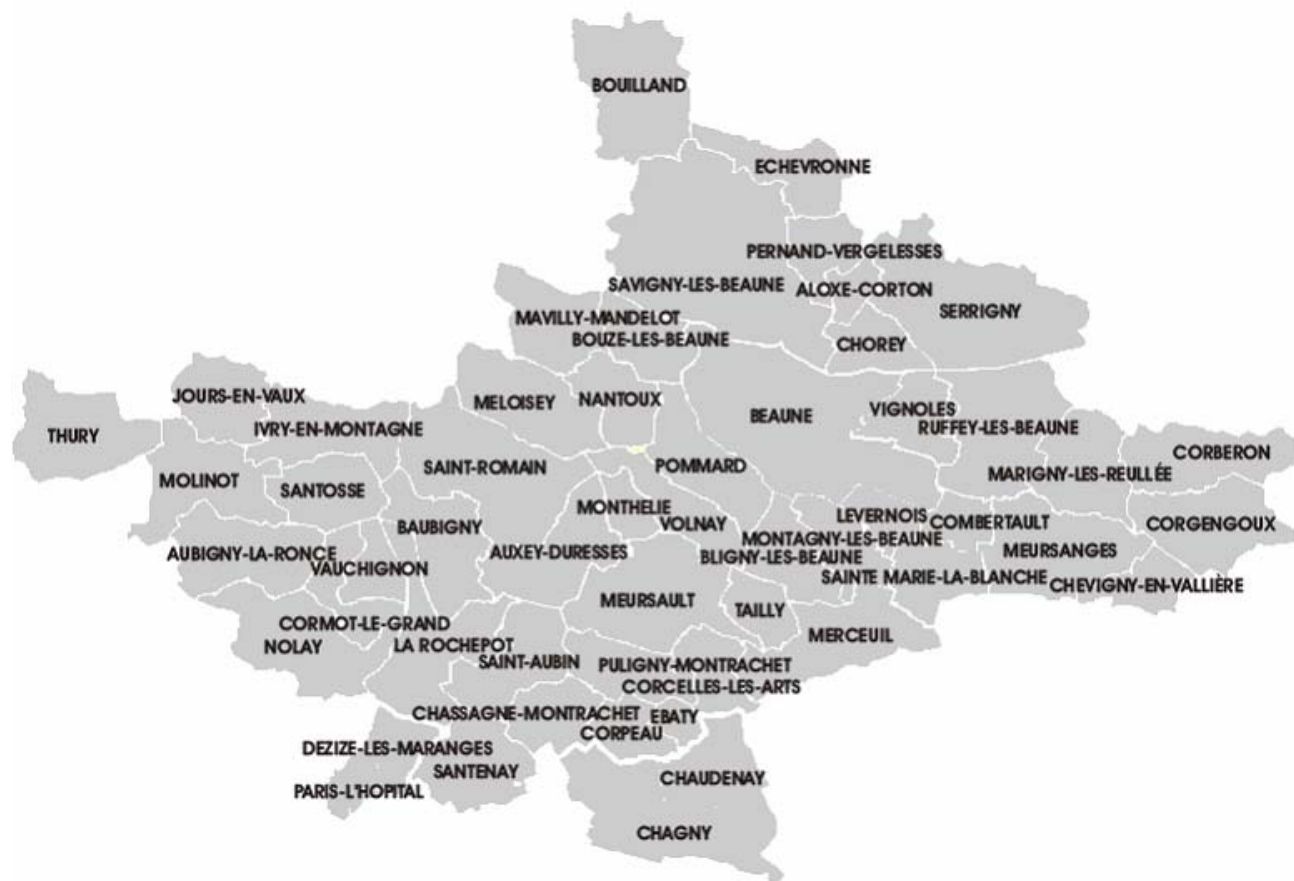 BOUILLAND
ECHEVRONNE
PERNAND-VERGELESSES
SAVIGNY-LES-BEAUNE
ALOXE-CORTON
SERRIGNY
MAVILLY-MANDELOT
BOUZE-LES-BEAUNE
CHOREY
JOURS-EN-VAUX
MELOISEY
NANTOUX
BEAUNE
VIGNOLES
RUFFEY-LES-BEAUNE
THURY
IVRY-EN-MONTAGNE
CORBERON
SAINT-ROMAIN
POMMARD
MARIGNY-LES-REULLÉE
MOLINOT
SANTOSSE
MONTHELIE
LEVERNOIS
COMBERTAULT
CORGENGOUX
BAUBIGNY
VOLNAY
MONTAGNY-LES-BEAUNE
AUBIGNY-LA-RONCE
AUXEY-DURESSES
BLIGNY-LES-BEAUNE
MEURSANGES
VAUCHIGNON
SAINTE MARIE-LA-BLANCHE
CHEVIGNY-EN-VALLIÈRE
MEURSAULT
TAILLY
CORMOT-LE-GRAND
MERCEUIL
NOLAY
LA ROCHEPOT
SAINT-AUBIN
PULIGNY-MONTRACHET
CORCELLES-LES-ARTS
CHASSAGNE-MONTRACHET
EBATY
CORPEAU
DEZIZE-LES-MARANGES
SANTENAY
CHAUDENAY
PARIS-L'HOPITAL
CHAGNY